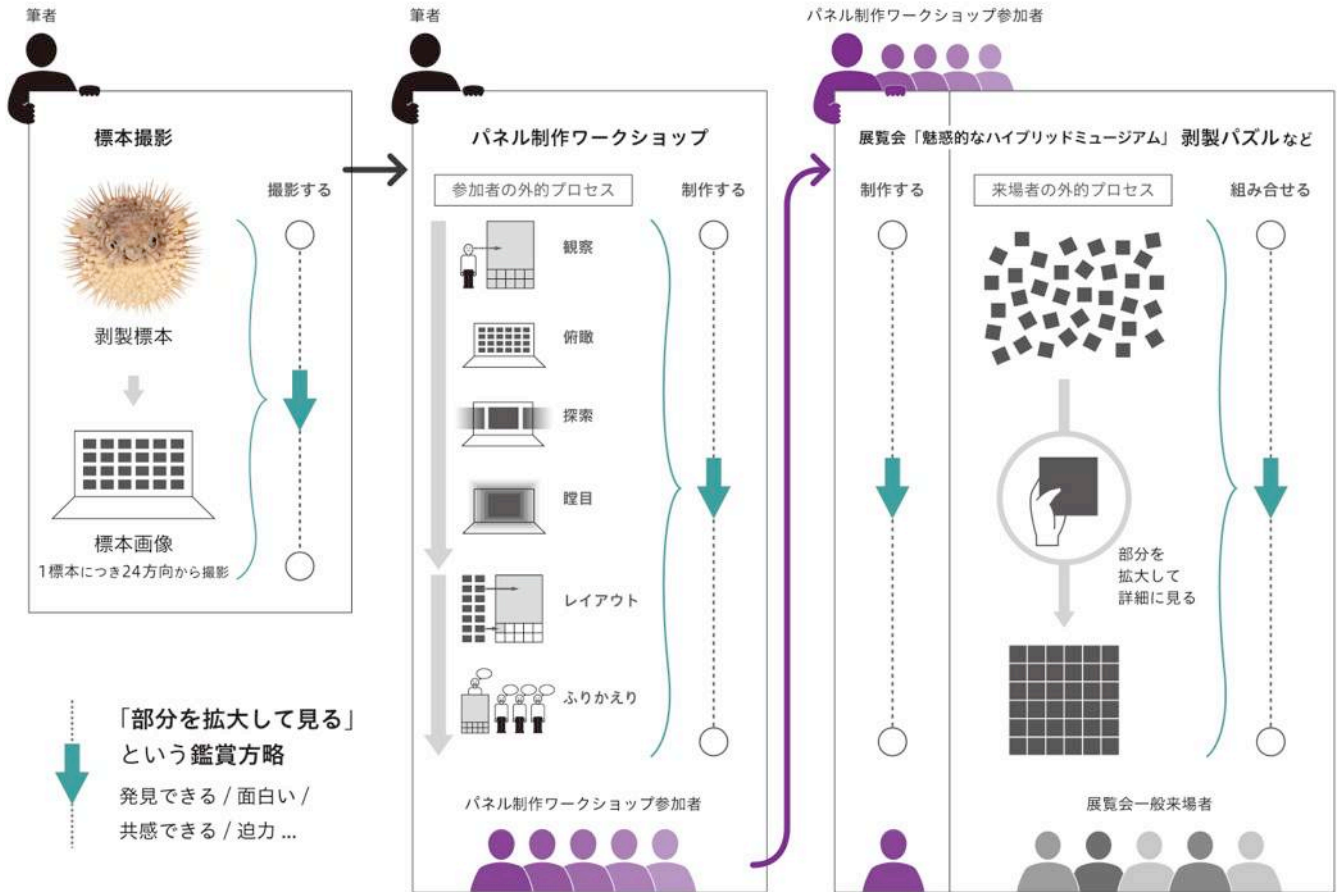 筆者
標本撮影
撮影する
剥製標本
標本画像
1標本につき24方向から撮影
「部分を拡大して見る」
という鑑賞方略
発見できる / 面白い /
共感できる / 迫力 ...
筆者
パネル制作ワークショップ
参加者の外的プロセス
制作する
観察
俯瞰
探索
瞠目
レイアウト
ふりかえり
パネル制作ワークショップ参加者
パネル制作ワークショップ参加者
展覧会「魅惑的なハイブリッドミュージアム」 剥製パズル など
制作する
来場者の外的プロセス
組み合せる
部分を
拡大して
詳細に見る
展覧会一般来場者